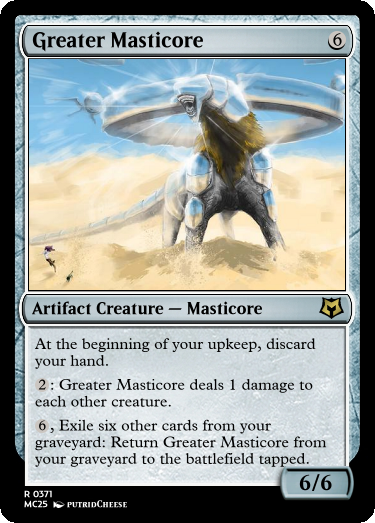 Greater Masticore 6
Artifact Creature — Masticore
At the beginning of your upkeep, discard
your hand.
2: Greater Masticore deals 1 damage to
each other creature.
6, Exile six other cards from your
graveyard: Return Greater Masticore from
your graveyard to the battlefield tapped.
6/6
R 0371
MC25 PUTRIDCHEESE